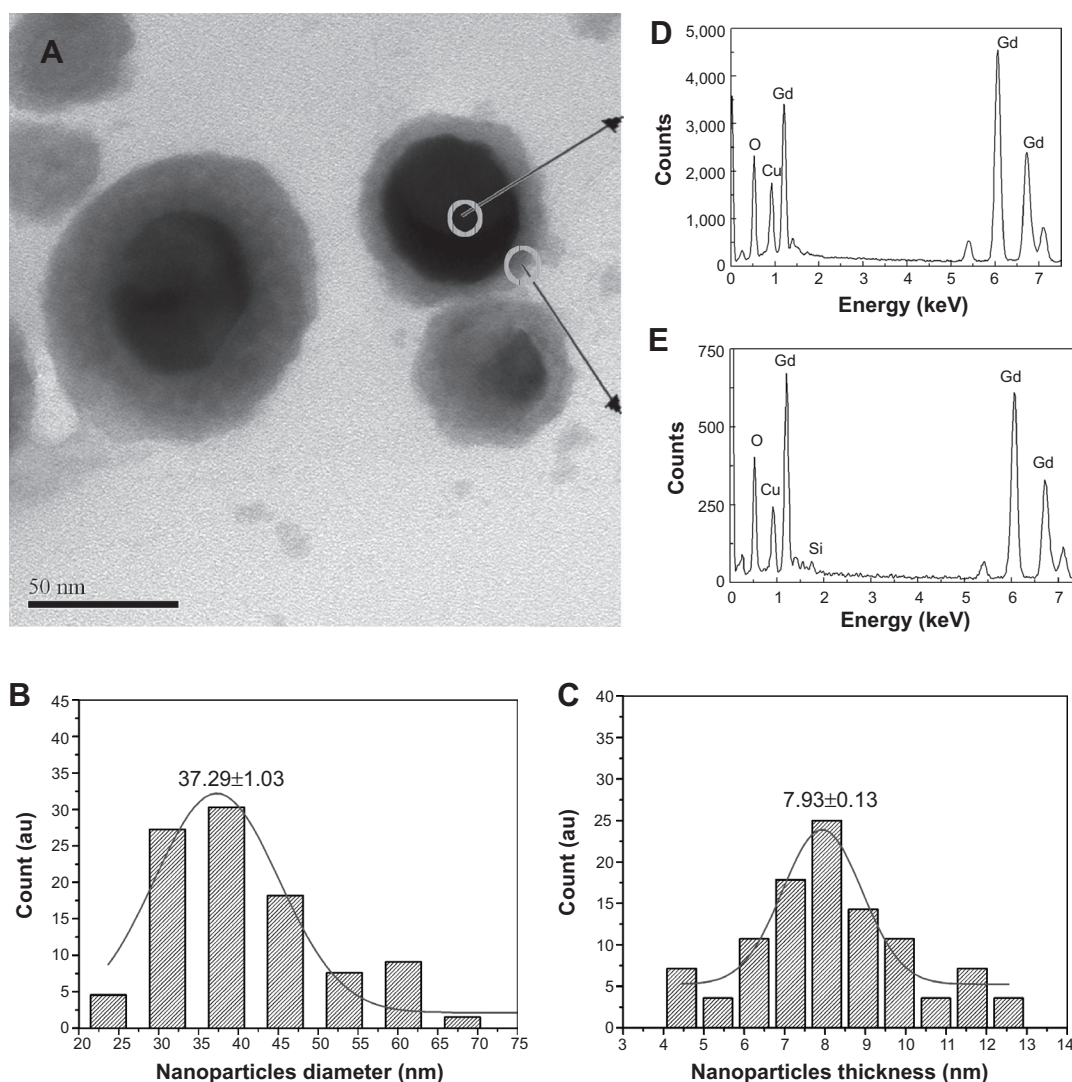 A
50 nm
D
5,000
4,000
3,000
2,000
1,000
0
Counts
O
Cu
Gd
Gd
Gd
0 1 2 3 4 5 6 7
Energy (keV)
E
750
500
250
0
Counts
O
Cu
Gd
Si
Gd
Gd
0 1 2 3 4 5 6 7
Energy (keV)
B
45
40
35
30
25
20
15
10
5
0
Count (au)
37.29±1.03
20 25 30 35 40 45 50 55 60 65 70 75
Nanoparticles diameter (nm)
C
40
35
30
25
20
15
10
5
0
Count (au)
7.93±0.13
3 4 5 6 7 8 9 10 11 12 13 14
Nanoparticles thickness (nm)